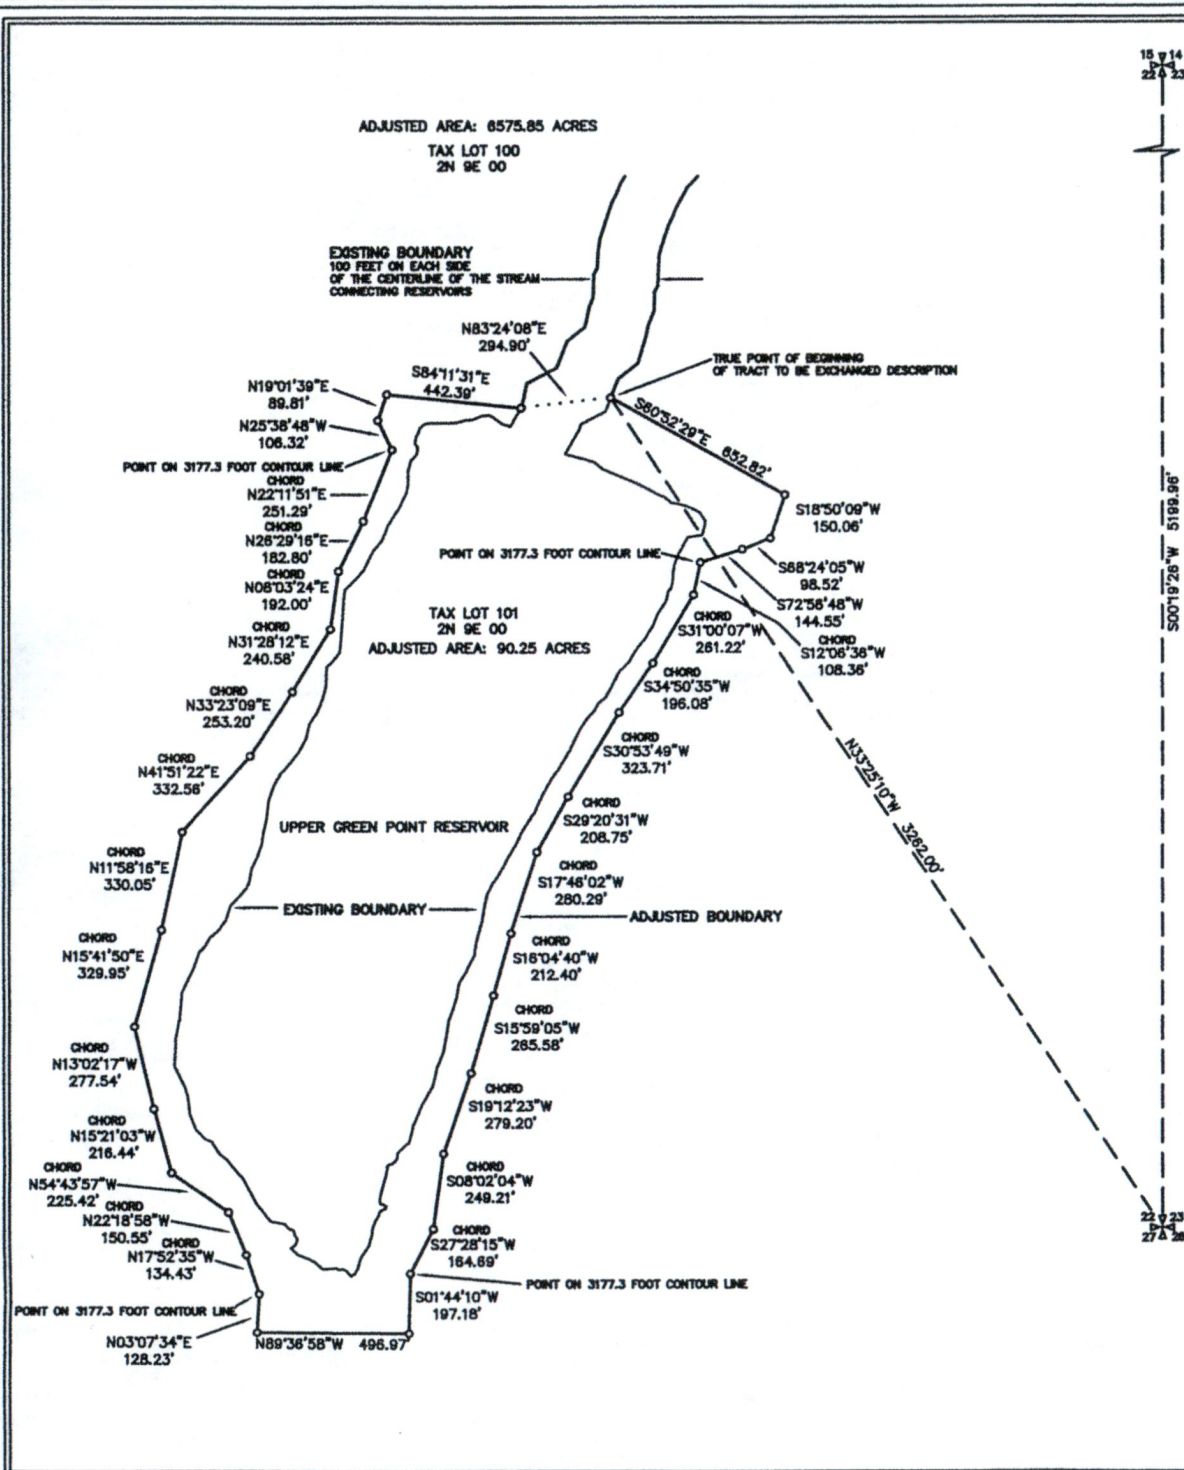 15 14
22 23
ADJUSTED AREA: 6575.85 ACRES
TAX LOT 100
2N 9E 00
EXISTING BOUNDARY
100 FEET ON EACH SIDE
OF THE CENTERLINE OF THE STREAM
CONNECTING RESERVOIRS
N83°24'08"E
294.90'
TRUE POINT OF BEGINNING
OF TRACT TO BE EXCHANGED DESCRIPTION
S84°11'31"E
442.39'
N19°01'39"E
89.81'
N25°38'48"W
106.32'
POINT ON 3177.3 FOOT CONTOUR LINE
S60°52'29"E 652.82'
CHORD
N22°11'51"E
251.29'
CHORD
N26°29'16"E
182.80'
CHORD
N08°03'24"E
192.00'
CHORD
N31°28'12"E
240.58'
CHORD
N33°23'09"E
253.20'
CHORD
N41°51'22"E
332.56'
CHORD
N11°58'16"E
330.05'
CHORD
N15°41'50"E
329.95'
CHORD
N13°02'17"W
277.54'
CHORD
N15°21'03"W
216.44'
CHORD
N54°43'57"W
225.42'
CHORD
N22°18'58"W
150.55'
CHORD
N17°52'35"W
134.43'
POINT ON 3177.3 FOOT CONTOUR LINE
N03°07'34"E
128.23'
N89°36'58"W 496.97'
TAX LOT 101
2N 9E 00
ADJUSTED AREA: 90.25 ACRES
UPPER GREEN POINT RESERVOIR
EXISTING BOUNDARY
ADJUSTED BOUNDARY
S18°50'09"W
150.06'
S68°24'05"W
98.52'
S72°58'48"W
144.55'
POINT ON 3177.3 FOOT CONTOUR LINE
CHORD
S12°06'36"W
108.36'
CHORD
S31°00'07"W
261.22'
CHORD
S34°50'35"W
196.08'
CHORD
S30°53'49"W
323.71'
CHORD
S29°20'31"W
208.75'
CHORD
S17°46'02"W
280.29'
CHORD
S16°04'40"W
212.40'
CHORD
S15°59'05"W
265.58'
CHORD
S19°12'23"W
279.20'
CHORD
S08°02'04"W
249.21'
CHORD
S27°28'15"W
164.69'
POINT ON 3177.3 FOOT CONTOUR LINE
S01°44'10"W
197.18'
N33°25'10"W 3262.00'
S00°19'26"W 5199.96'
22 23
27 26